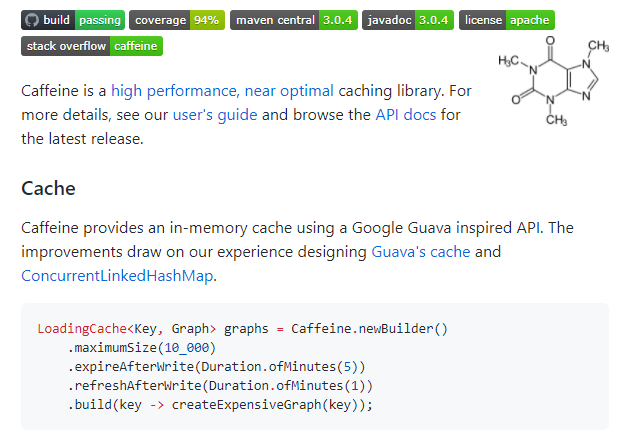 build passing coverage 94% maven central 3.0.4 javadoc 3.0.4 license apache
stack overflow caffeine
O
CH₃
H₃C
N
N
O
N
N
CH₃
Caffeine is a high performance, near optimal caching library. For
more details, see our user's guide and browse the API docs for
the latest release.
Cache
Caffeine provides an in-memory cache using a Google Guava inspired API. The
improvements draw on our experience designing Guava's cache and
ConcurrentLinkedHashMap.
LoadingCache<Key, Graph> graphs = Caffeine.newBuilder()
    .maximumSize(10_000)
    .expireAfterWrite(Duration.ofMinutes(5))
    .refreshAfterWrite(Duration.ofMinutes(1))
    .build(key -> createExpensiveGraph(key));